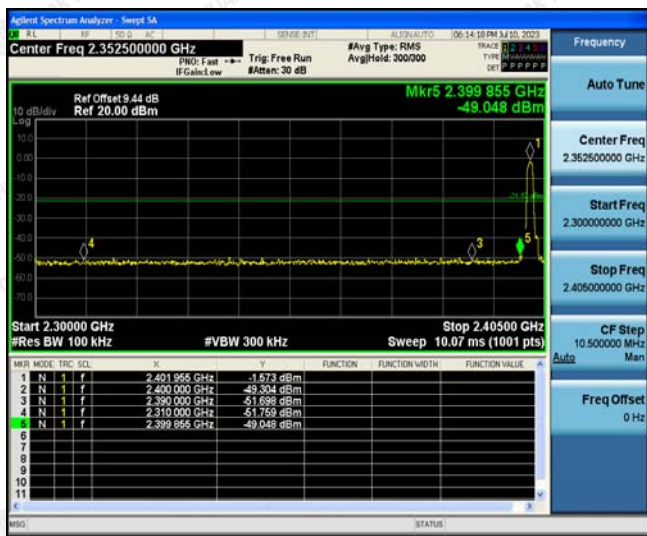 Agilent Spectrum Analyzer - Swept SA
RL RF 50 Ω AC SENSE:INT ALIGN AUTO 06:14:18 PM Jul 10, 2023
Center Freq 2.352500000 GHz
PNO: Fast
IFGain:Low
Trig: Free Run
#Atten: 30 dB
#Avg Type: RMS
Avg|Hold: 300/300
TRACE 1 2 3 4 5 6
TYPE
DET P P P P P P
Frequency
Mkr5 2.399 855 GHz
-49.048 dBm
Ref Offset 9.44 dB
Ref 20.00 dBm
10 dB/div
Log
10.0
0.00
-10.0
-20.0
-30.0
-40.0
-50.0
-60.0
-70.0
1
4
3
5
Start 2.30000 GHz
Stop 2.40500 GHz
#Res BW 100 kHz
#VBW 300 kHz
Sweep 10.07 ms (1001 pts)
MKR MODE TRC SCL X Y FUNCTION FUNCTION WIDTH FUNCTION VALUE
1 N 1 f 2.401 955 GHz -1.573 dBm
2 N 1 f 2.400 000 GHz -49.304 dBm
3 N 1 f 2.390 000 GHz -51.698 dBm
4 N 1 f 2.310 000 GHz -51.759 dBm
5 N 1 f 2.399 855 GHz -49.048 dBm
6
7
8
9
10
11
MSG
STATUS
Auto Tune
Center Freq
2.352500000 GHz
Start Freq
2.300000000 GHz
Stop Freq
2.405000000 GHz
CF Step
10.500000 MHz
Auto Man
Freq Offset
0 Hz